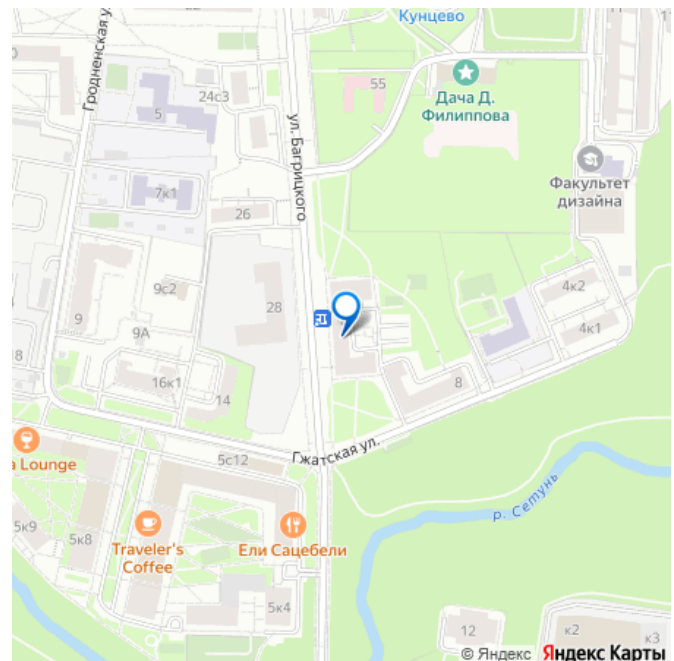 Кунцево
Гродненская у
24с3
55
Дача Д.
Филиппова
5
ул. Багрицкого
Факультет
дизайна
7к1
26
9с2
28
4к2
9
9А
4к1
8
16к1
14
8
a Lounge
5с12
Гжатская ул.
р. Сетунь
5к9
5к8
Traveler's
Coffee
Ели Сацебели
5к4
12
к2
к3
© Яндекс Яндекс Карты